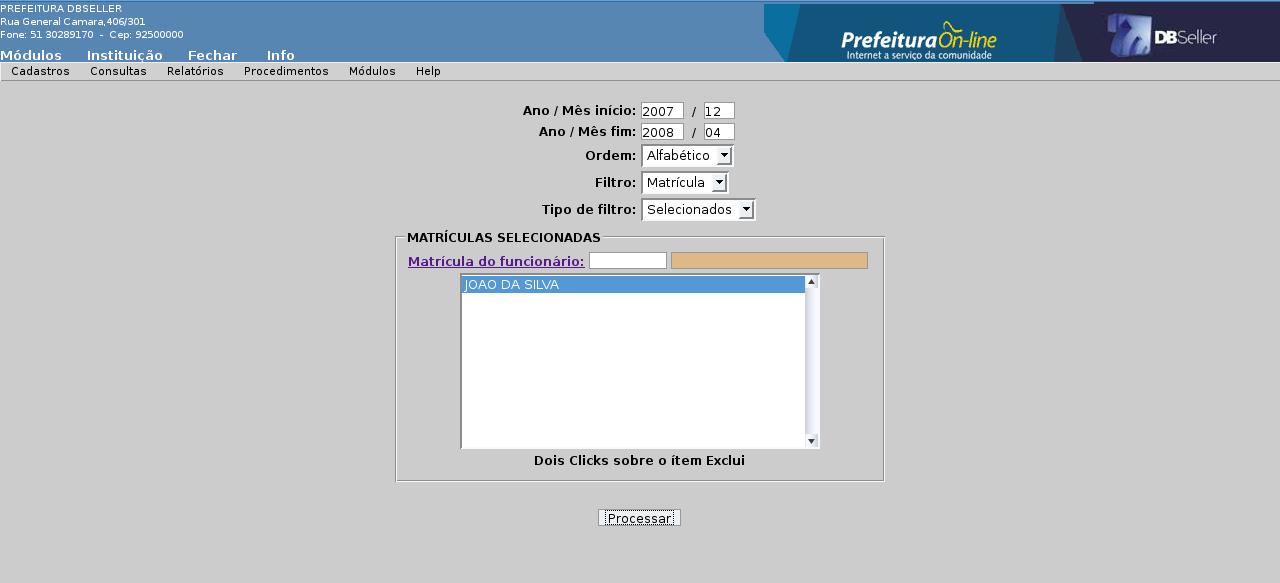 PREFEITURA DBSELLER
Rua General Camara,406/301
Fone: 51 30289170 - Cep: 92500000
Módulos Instituição Fechar Info
Prefeitura On-line
Internet a serviço da comunidade
DBSeller
Cadastros Consultas Relatórios Procedimentos Módulos Help
Ano / Mês início: 2007 / 12
Ano / Mês fim: 2008 / 04
Ordem: Alfabético
Filtro: Matrícula
Tipo de filtro: Selecionados
MATRÍCULAS SELECIONADAS
Matrícula do funcionário:
JOAO DA SILVA
Dois Clicks sobre o ítem Exclui
Processar